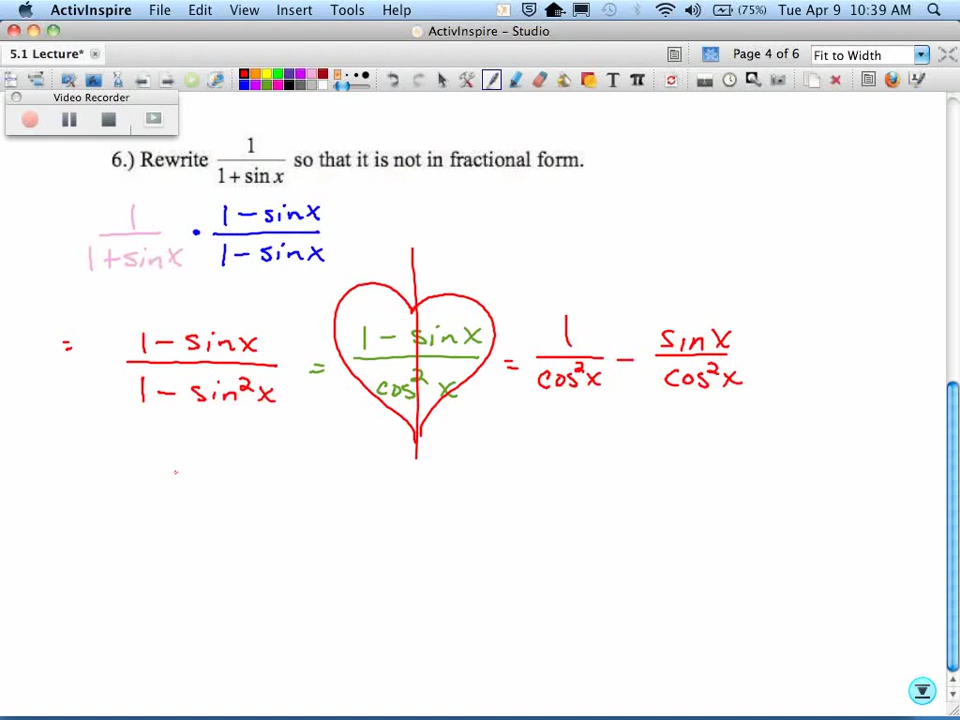 ActivInspire File Edit View Insert Tools Help (75%) Tue Apr 9 10:39 AM
ActivInspire - Studio
5.1 Lecture* Page 4 of 6 Fit to Width
Video Recorder
6.) Rewrite 1/(1 + sin x) so that it is not in fractional form.
1/(1+sinx) • (1-sinx)/(1-sinx)
= (1-sinx)/(1-sin²x) = (1-sinx)/(cos²x) = 1/(cos²x) - sinx/(cos²x)